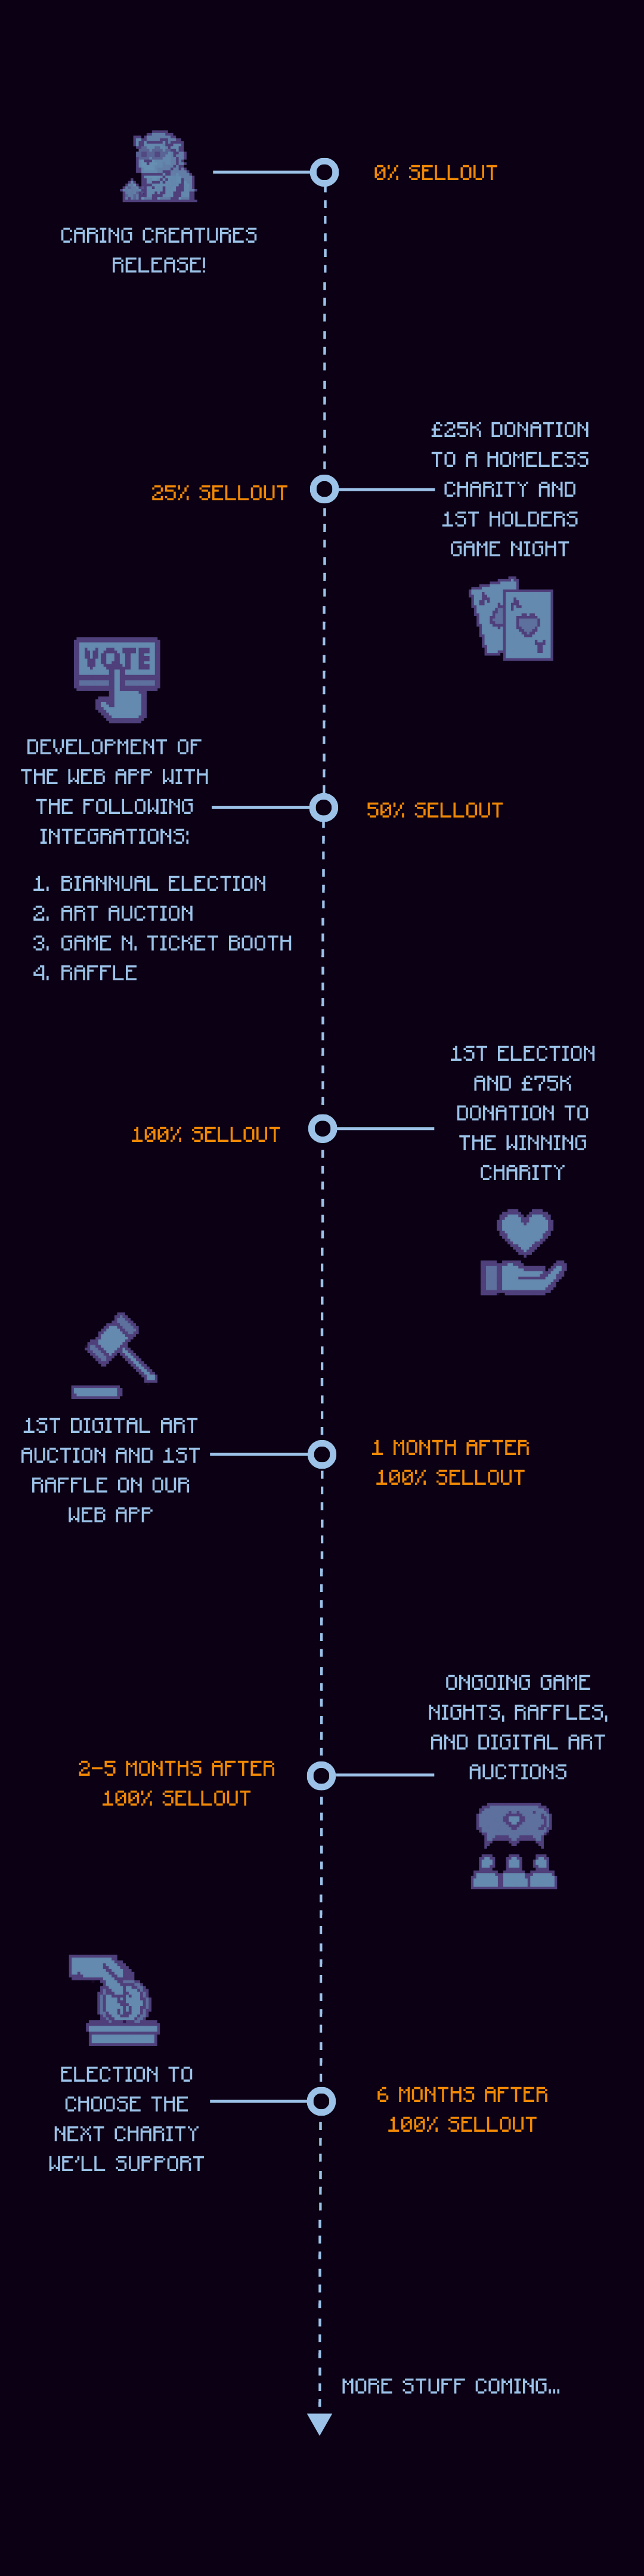 0% SELLOUT
CARING CREATURES
RELEASE!
£25K DONATION
TO A HOMELESS
CHARITY AND
1ST HOLDERS
GAME NIGHT
25% SELLOUT
VOTE
DEVELOPMENT OF
THE WEB APP WITH
THE FOLLOWING
INTEGRATIONS:
1. BIANNUAL ELECTION
2. ART AUCTION
3. GAME N. TICKET BOOTH
4. RAFFLE
50% SELLOUT
1ST ELECTION
AND £75K
DONATION TO
THE WINNING
CHARITY
100% SELLOUT
1ST DIGITAL ART
AUCTION AND 1ST
RAFFLE ON OUR
WEB APP
1 MONTH AFTER
100% SELLOUT
ONGOING GAME
NIGHTS, RAFFLES,
AND DIGITAL ART
AUCTIONS
2-5 MONTHS AFTER
100% SELLOUT
ELECTION TO
CHOOSE THE
NEXT CHARITY
WE'LL SUPPORT
6 MONTHS AFTER
100% SELLOUT
MORE STUFF COMING...